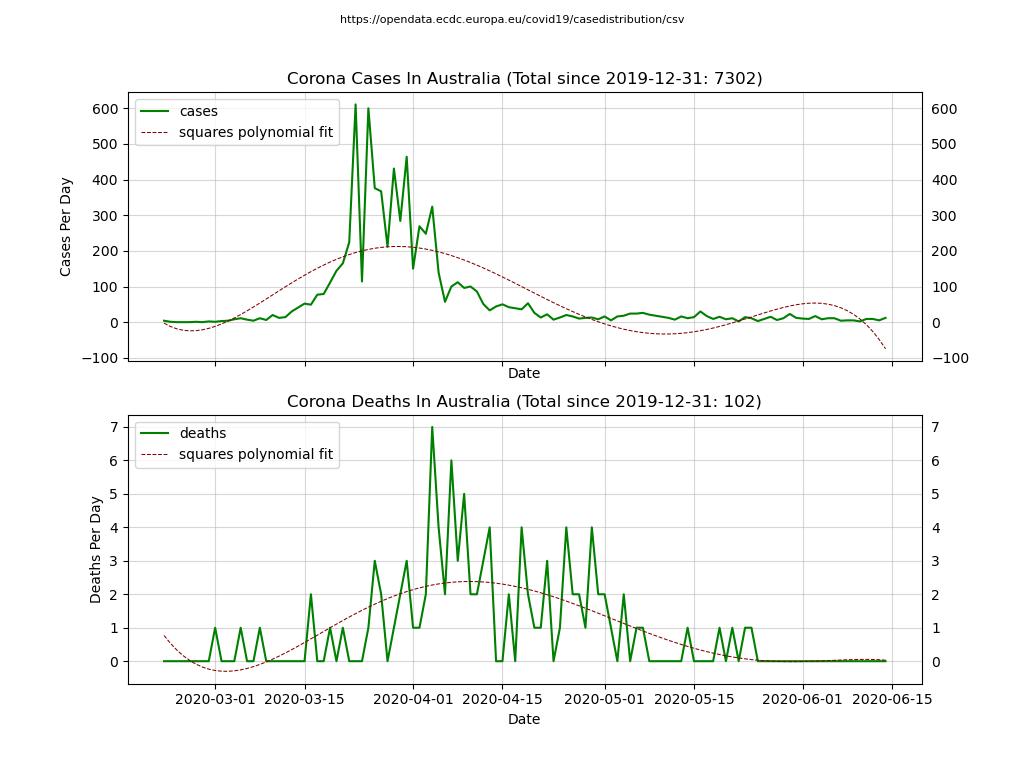 https://opendata.ecdc.europa.eu/covid19/casedistribution/csv
Corona Cases In Australia (Total since 2019-12-31: 7302)
cases
squares polynomial fit
Cases Per Day
600
500
400
300
200
100
0
−100
600
500
400
300
200
100
0
−100
Date
Corona Deaths In Australia (Total since 2019-12-31: 102)
deaths
squares polynomial fit
Deaths Per Day
7
6
5
4
3
2
1
0
7
6
5
4
3
2
1
0
2020-03-01 2020-03-15 2020-04-01 2020-04-15 2020-05-01 2020-05-15 2020-06-01 2020-06-15
Date